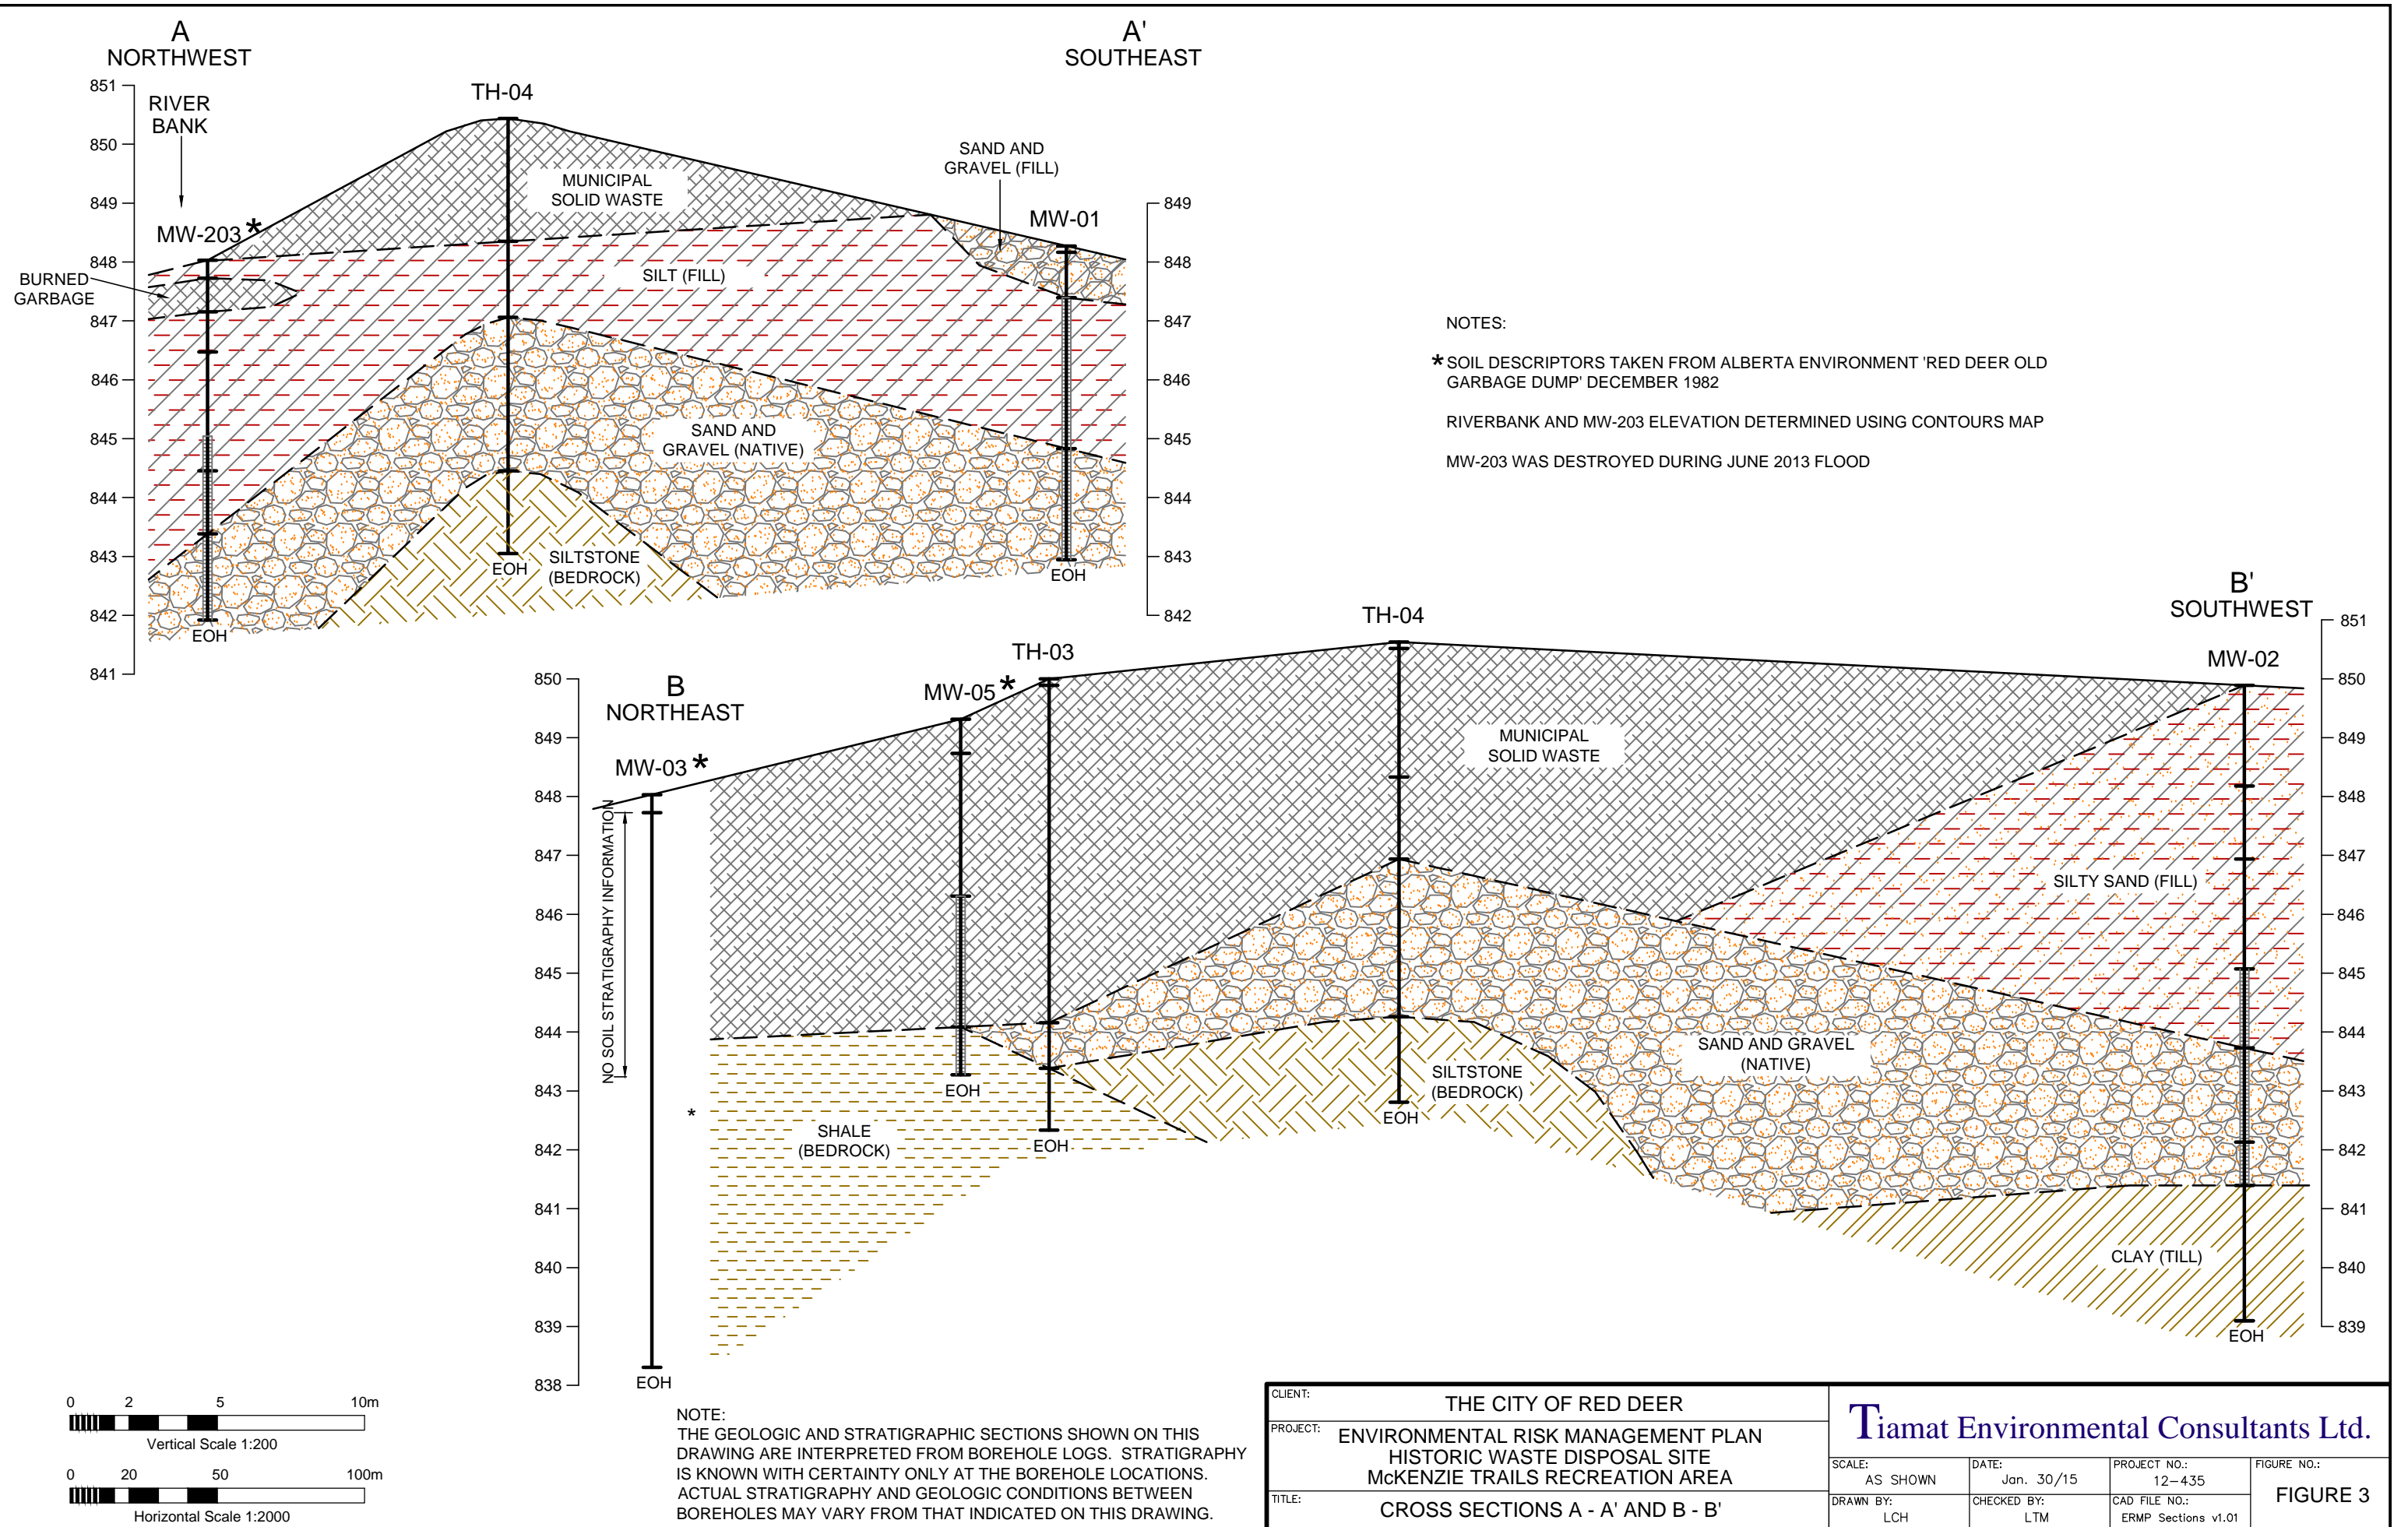 A
NORTHWEST
A'
SOUTHEAST
851
850
849
848
847
846
845
844
843
842
841
RIVER
BANK
TH-04
MW-203*
BURNED
GARBAGE
MUNICIPAL
SOLID WASTE
SAND AND
GRAVEL (FILL)
MW-01
SILT (FILL)
SAND AND
GRAVEL (NATIVE)
SILTSTONE
(BEDROCK)
EOH
EOH
EOH
849
848
847
846
845
844
843
842
NOTES:
* SOIL DESCRIPTORS TAKEN FROM ALBERTA ENVIRONMENT 'RED DEER OLD
GARBAGE DUMP' DECEMBER 1982
RIVERBANK AND MW-203 ELEVATION DETERMINED USING CONTOURS MAP
MW-203 WAS DESTROYED DURING JUNE 2013 FLOOD
B
NORTHEAST
B'
SOUTHWEST
850
849
848
847
846
845
844
843
842
841
840
839
838
MW-03*
MW-05*
TH-03
TH-04
MW-02
NO SOIL STRATIGRAPHY INFORMATION
*
MUNICIPAL
SOLID WASTE
SILTY SAND (FILL)
SAND AND GRAVEL
(NATIVE)
SILTSTONE
(BEDROCK)
SHALE
(BEDROCK)
CLAY (TILL)
EOH
EOH
EOH
EOH
EOH
851
850
849
848
847
846
845
844
843
842
841
840
839
0 2 5 10m
Vertical Scale 1:200
0 20 50 100m
Horizontal Scale 1:2000
NOTE:
THE GEOLOGIC AND STRATIGRAPHIC SECTIONS SHOWN ON THIS
DRAWING ARE INTERPRETED FROM BOREHOLE LOGS. STRATIGRAPHY
IS KNOWN WITH CERTAINTY ONLY AT THE BOREHOLE LOCATIONS.
ACTUAL STRATIGRAPHY AND GEOLOGIC CONDITIONS BETWEEN
BOREHOLES MAY VARY FROM THAT INDICATED ON THIS DRAWING.
CLIENT:
THE CITY OF RED DEER
PROJECT:
ENVIRONMENTAL RISK MANAGEMENT PLAN
HISTORIC WASTE DISPOSAL SITE
McKENZIE TRAILS RECREATION AREA
TITLE:
CROSS SECTIONS A - A' AND B - B'
Tiamat Environmental Consultants Ltd.
SCALE:
AS SHOWN
DATE:
Jan. 30/15
PROJECT NO.:
12-435
FIGURE NO.:
FIGURE 3
DRAWN BY:
LCH
CHECKED BY:
LTM
CAD FILE NO.:
ERMP Sections v1.01